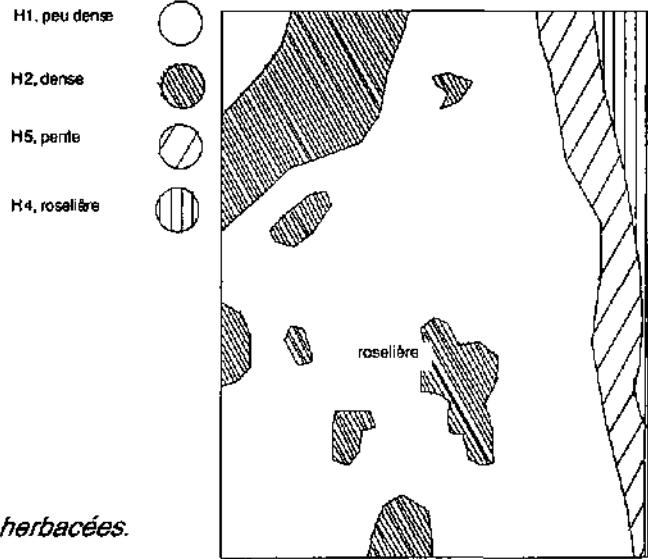 H1, peu dense
H2, dense
H5, pente
H4, roselière
roselière
herbacées.